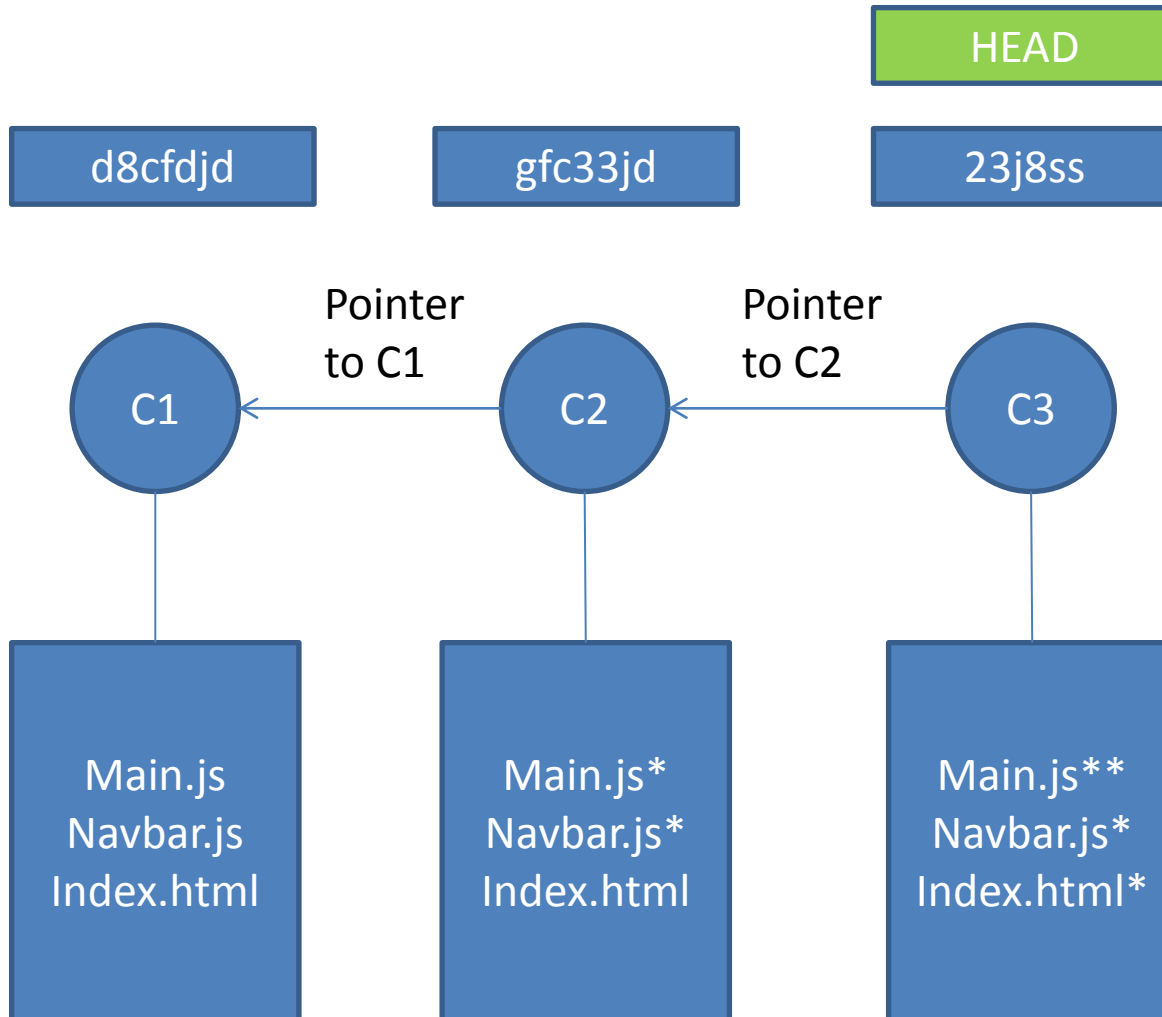 HEAD
d8cfdjd
gfc33jd
23j8ss
Pointer
to C1
Pointer
to C2
C1
C2
C3
Main.js
Navbar.js
Index.html
Main.js*
Navbar.js*
Index.html
Main.js**
Navbar.js*
Index.html*